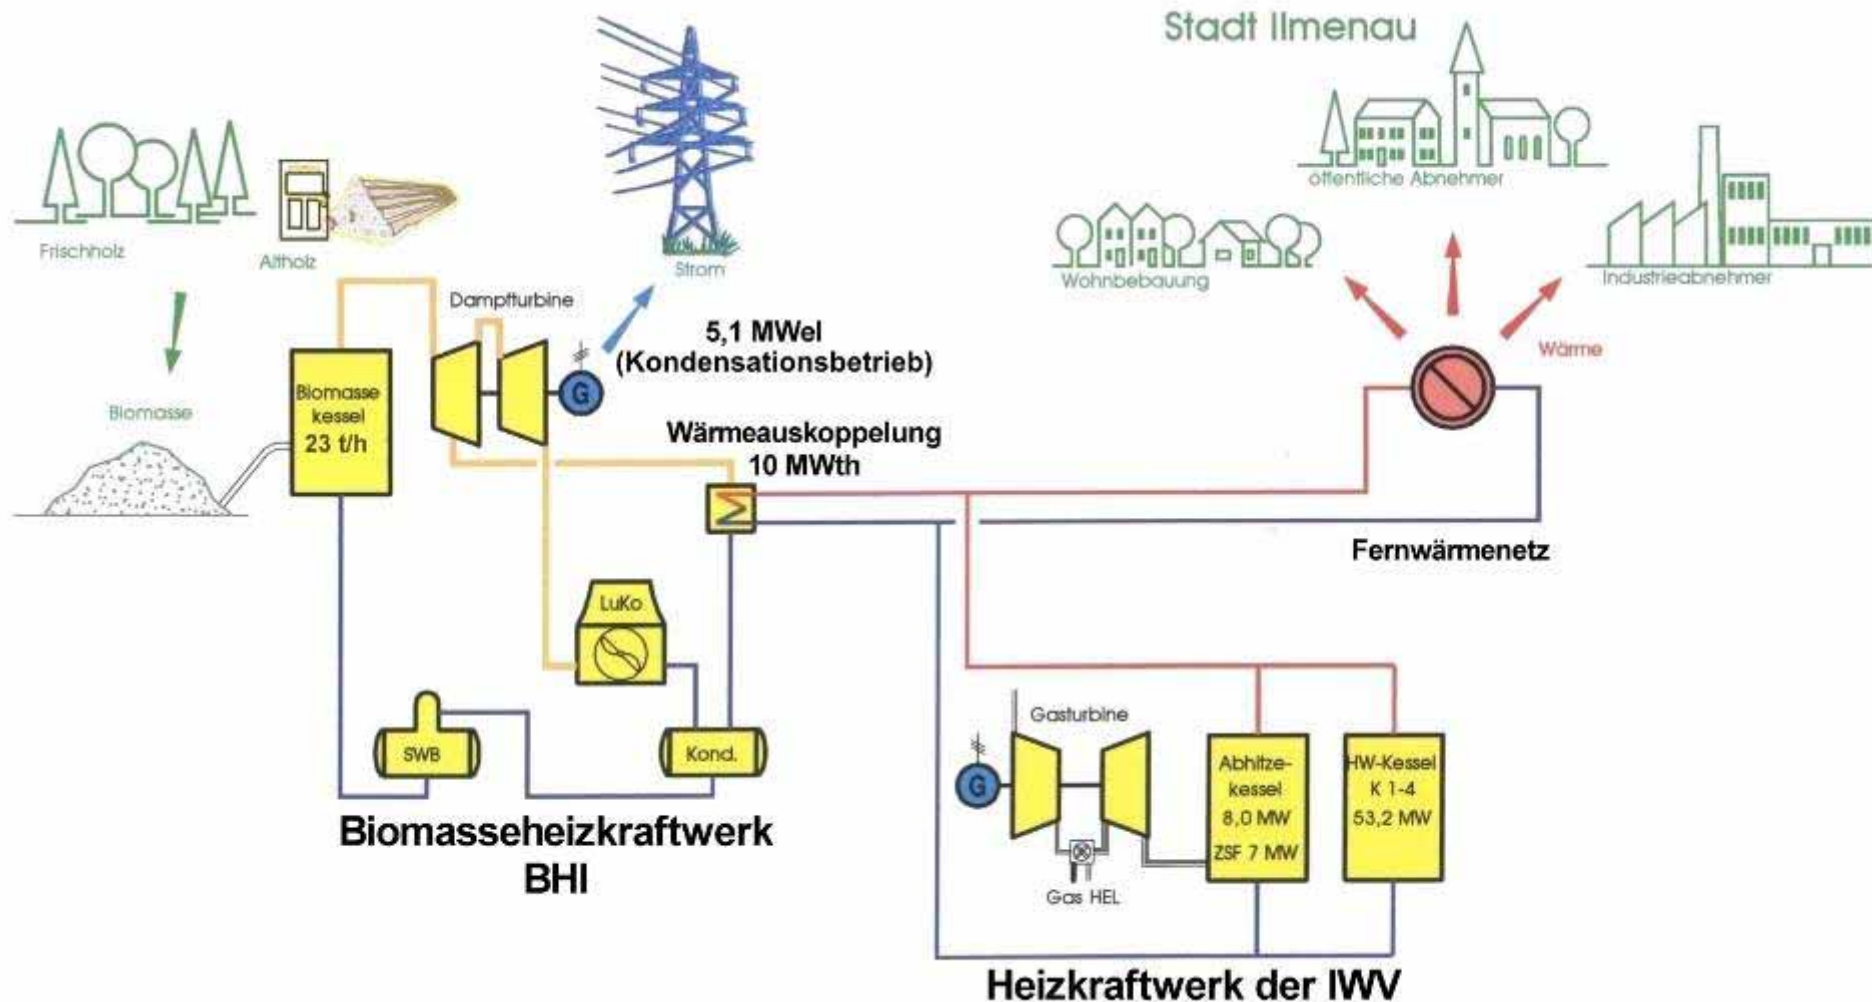 Stadt Ilmenau
öffentliche Abnehmer
Frischholz
Altholz
Strom
Wohnbebauung
Industrieabnehmer
Dampfturbine
5,1 MWel
(Kondensationsbetrieb)
Wärme
Biomasse
kessel
23 t/h
G
Biomasse
Wärmeauskoppelung
10 MWth
Fernwärmenetz
LuKo
SWB
Kond.
Gasturbine
G
Abhitze-
kessel
8,0 MW
ZSF 7 MW
HW-Kessel
K 1-4
53,2 MW
Gas HEL
Biomasseheizkraftwerk
BHI
Heizkraftwerk der IWV